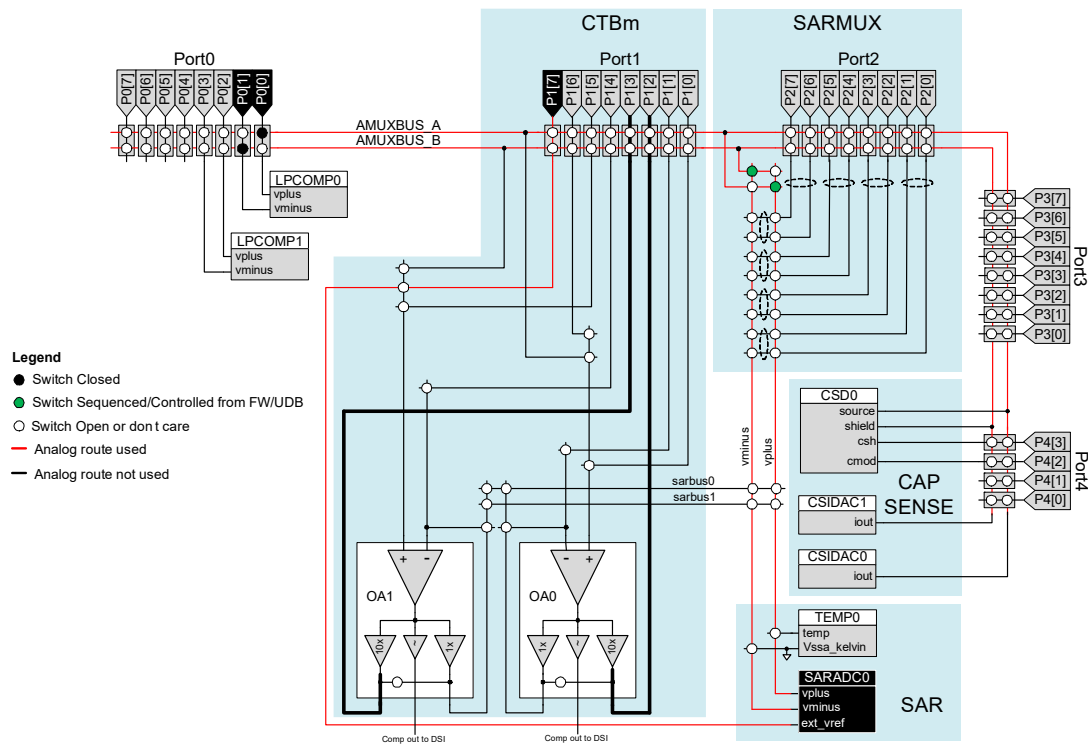 CTBm
SARMUX
Port0
Port1
Port2
P0[7]
P0[6]
P0[5]
P0[4]
P0[3]
P0[2]
P0[1]
P0[0]
P1[7]
P1[6]
P1[5]
P1[4]
P1[3]
P1[2]
P1[1]
P1[0]
P2[7]
P2[6]
P2[5]
P2[4]
P2[3]
P2[2]
P2[1]
P2[0]
AMUXBUS_A
AMUXBUS_B
LPCOMP0
vplus
vminus
LPCOMP1
vplus
vminus
P3[7]
P3[6]
P3[5]
P3[4]
P3[3]
P3[2]
P3[1]
P3[0]
Port3
Legend
Switch Closed
Switch Sequenced/Controlled from FW/UDB
Switch Open or don t care
Analog route used
Analog route not used
vminus
vplus
CSD0
source
shield
csh
cmod
P4[3]
P4[2]
P4[1]
P4[0]
Port4
CAP
SENSE
sarbus0
sarbus1
CSIDAC1
iout
CSIDAC0
iout
+
-
OA1
10x
~
1x
-
+
OA0
1x
~
10x
TEMP0
temp
Vssa_kelvin
SARADC0
vplus
vminus
ext_vref
SAR
Comp out to DSI
Comp out to DSI